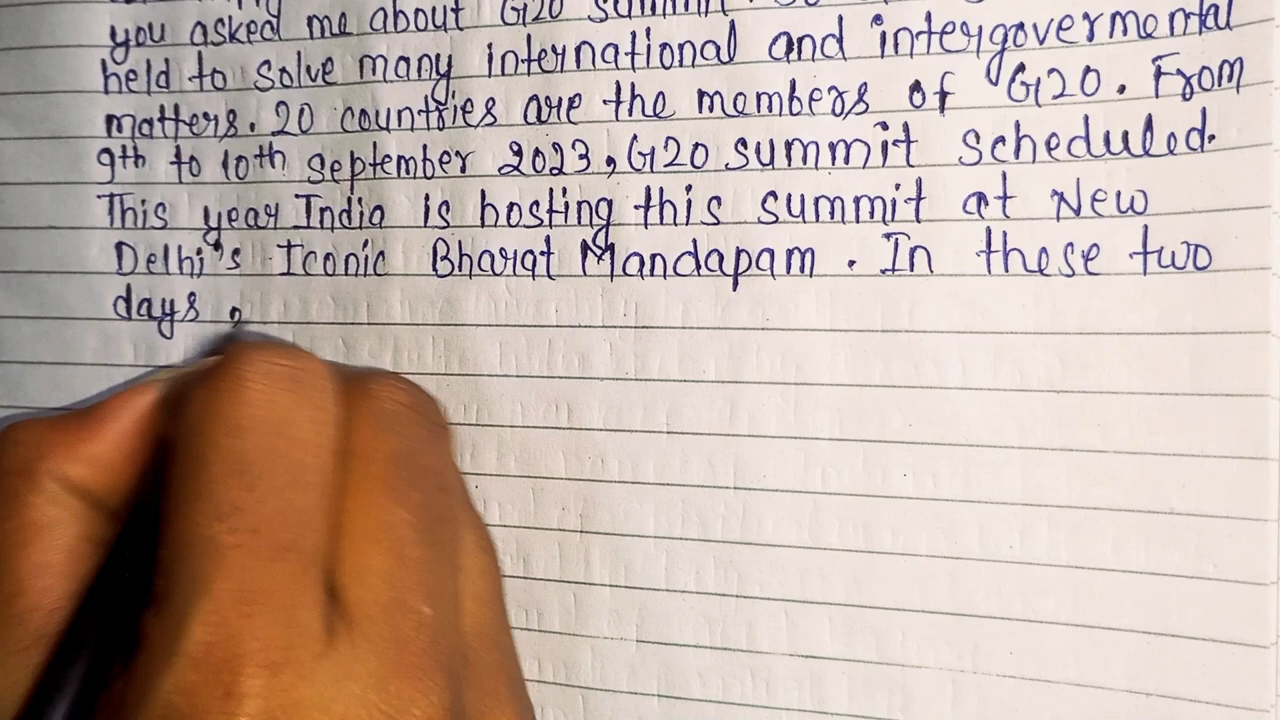 you asked me about G20 summit.
held to solve many international and intergovermental
matters. 20 countries are the members of G20. From
9th to 10th september 2023, G20 summit scheduled.
This year India is hosting this summit at New
Delhi's Iconic Bharat Mandapam. In these two
days,